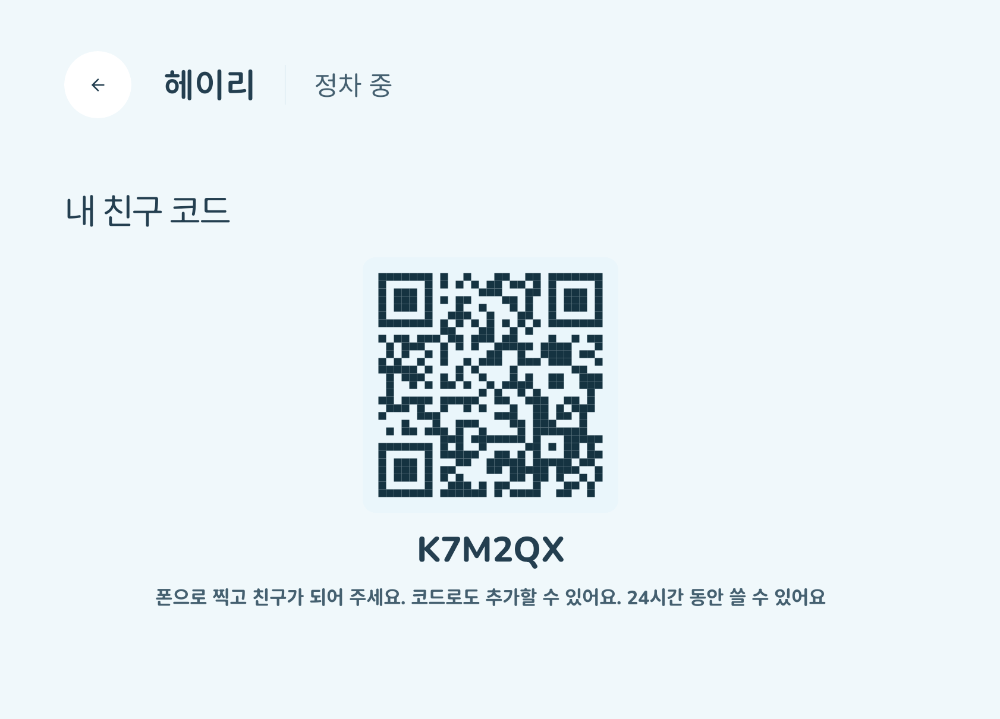 헤이리
정차 중
내 친구 코드
K7M2QX
폰으로 찍고 친구가 되어 주세요. 코드로도 추가할 수 있어요. 24시간 동안 쓸 수 있어요